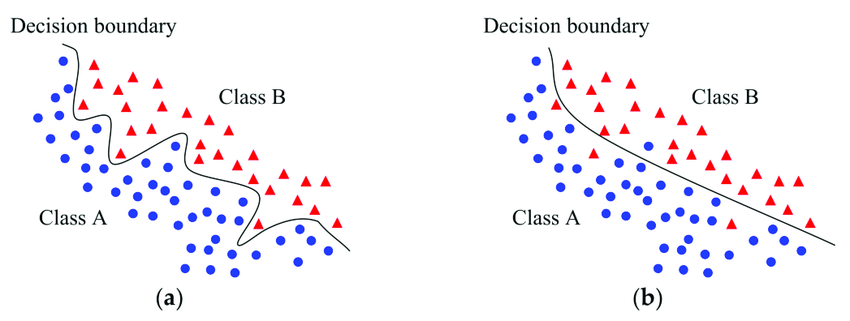 Decision boundary
Class B
Class A
(a)
Decision boundary
Class B
Class A
(b)